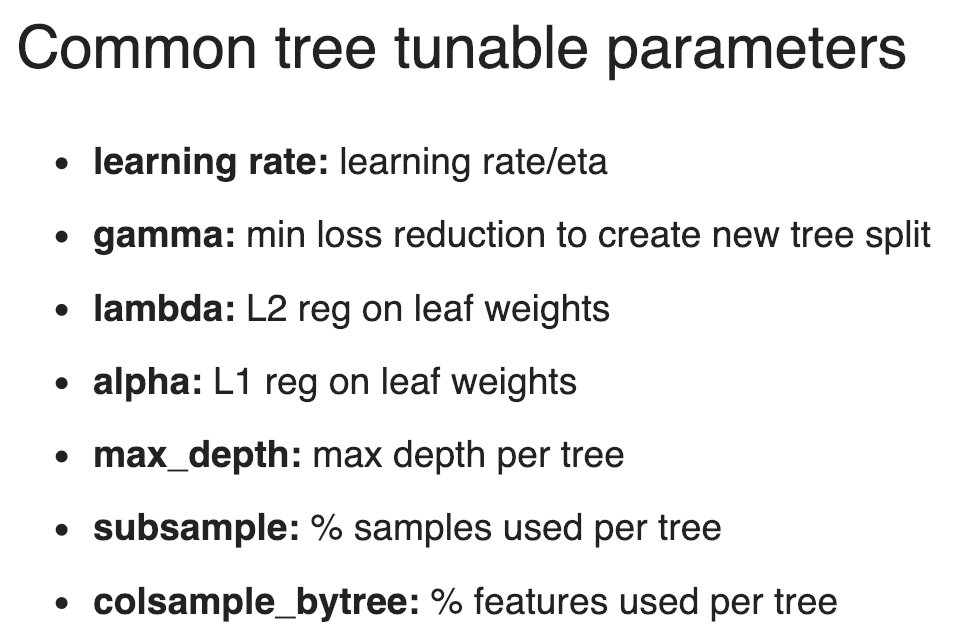 Common tree tunable parameters
• learning rate: learning rate/eta
• gamma: min loss reduction to create new tree split
• lambda: L2 reg on leaf weights
• alpha: L1 reg on leaf weights
• max_depth: max depth per tree
• subsample: % samples used per tree
• colsample_bytree: % features used per tree